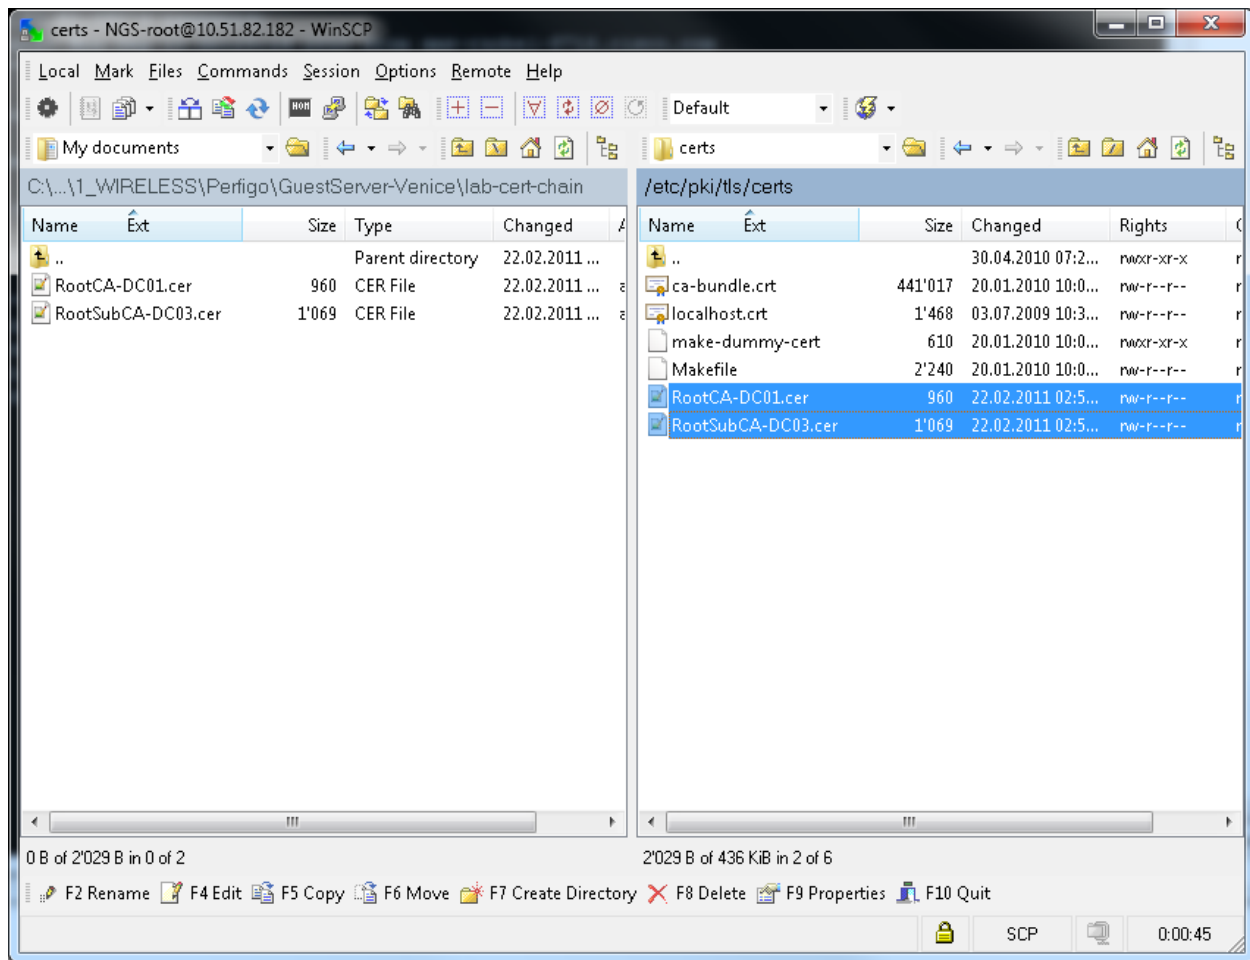 certs - NGS-root@10.51.82.182 - WinSCP
Local Mark Files Commands Session Options Remote Help
Default
My documents
certs
C:\...\1_WIRELESS\Perfigo\GuestServer-Venice\lab-cert-chain
Name Ext Size Type Changed
.. Parent directory 22.02.2011 ...
RootCA-DC01.cer 960 CER File 22.02.2011 ...
RootSubCA-DC03.cer 1'069 CER File 22.02.2011 ...
0 B of 2'029 B in 0 of 2
/etc/pki/tls/certs
Name Ext Size Changed Rights
.. 30.04.2010 07:2... rwxr-xr-x
ca-bundle.crt 441'017 20.01.2010 10:0... rw-r--r--
localhost.crt 1'468 03.07.2009 10:3... rw-r--r--
make-dummy-cert 610 20.01.2010 10:0... rwxr-xr-x
Makefile 2'240 20.01.2010 10:0... rw-r--r--
RootCA-DC01.cer 960 22.02.2011 02:5... rw-r--r--
RootSubCA-DC03.cer 1'069 22.02.2011 02:5... rw-r--r--
2'029 B of 436 KiB in 2 of 6
F2 Rename F4 Edit F5 Copy F6 Move F7 Create Directory F8 Delete F9 Properties F10 Quit
SCP 0:00:45